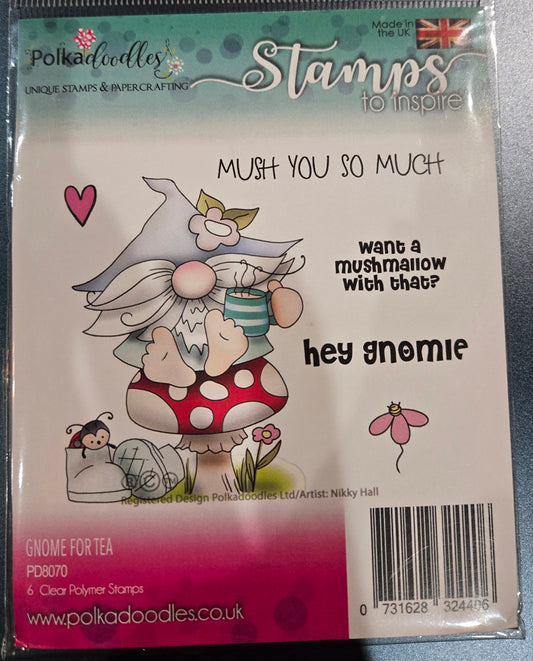 Polkadoodles
UNIQUE STAMPS & PAPERCRAFTING
Made in
the UK
Stamps
to inspire
MUSH YOU SO MUCH
want a
mushmallow
with that?
hey gnomie
Registered Design Polkadoodles Ltd/Artist: Nikky Hall
GNOME FOR TEA
PD8070
6 Clear Polymer Stamps
www.polkadoodles.co.uk
0 731628 324406